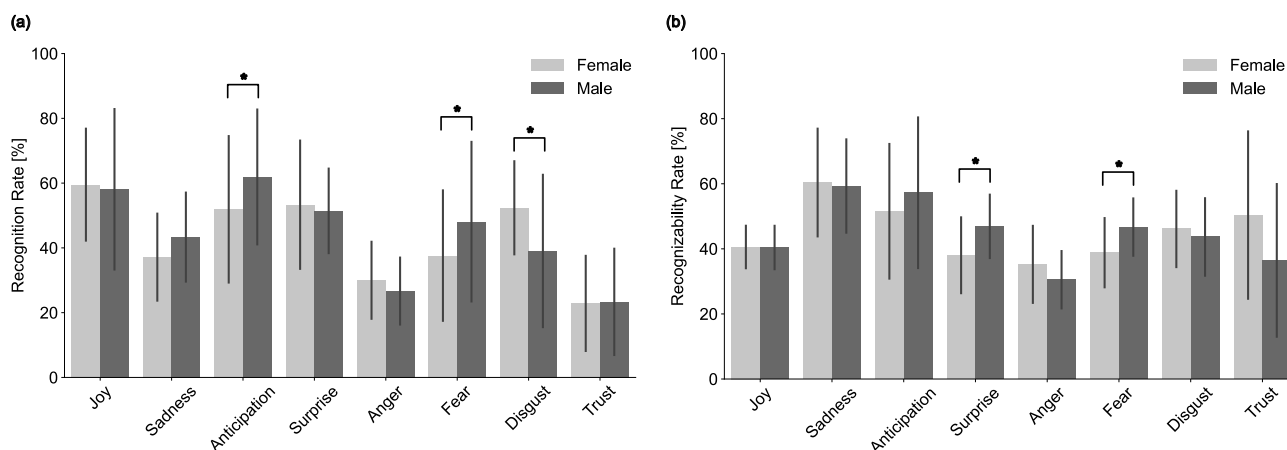 (a)
Recognition Rate [%]
100
80
60
40
20
0
Female
Male
*
*
*
Joy
Sadness
Anticipation
Surprise
Anger
Fear
Disgust
Trust
(b)
Recognizability Rate [%]
100
80
60
40
20
0
Female
Male
*
*
Joy
Sadness
Anticipation
Surprise
Anger
Fear
Disgust
Trust